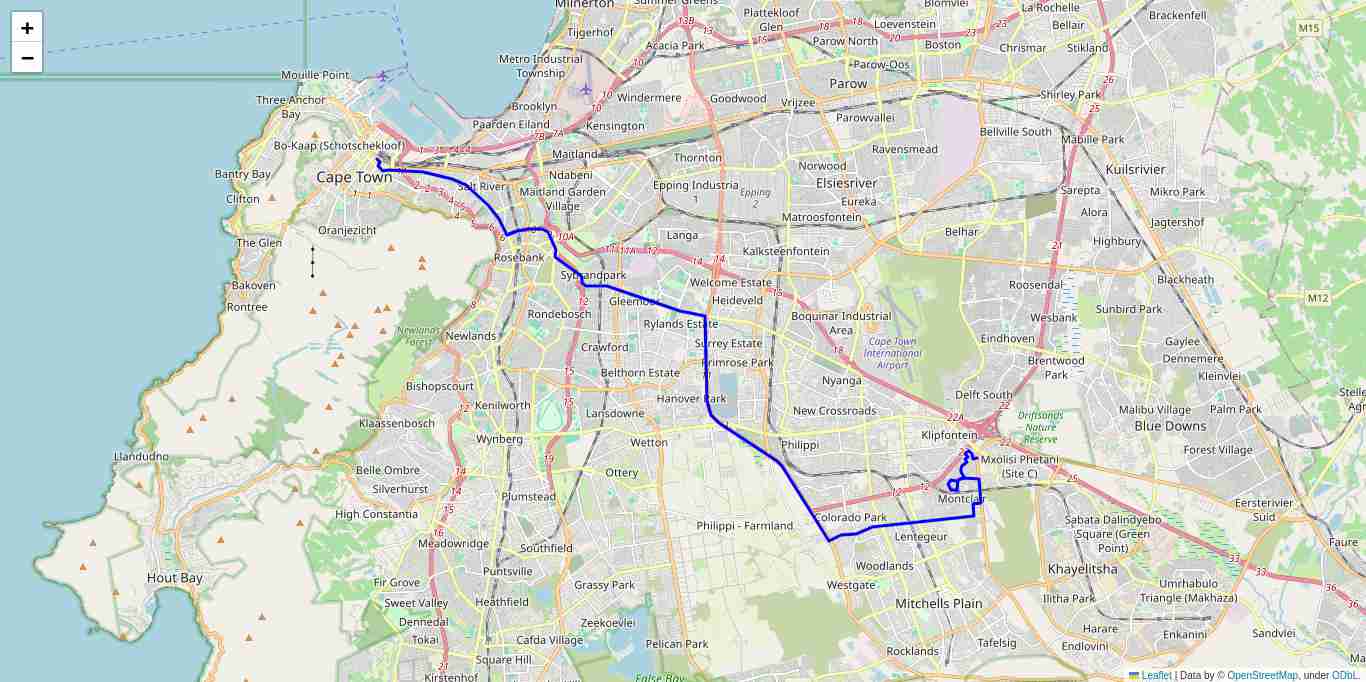 +
−
Milnerton
Summer Greens
13B
Plattekloof
Glen
Loevenstein
Blomvlei
La Rochelle
Bellair
Brackenfell
M15
Tijgerhof
Acacia Park
Parow North
Boston
Chrismar
Stikland
Metro Industrial
Township
Parow-Oos
Moulle Point
Parow
Three Anchor
Bay
Brooklyn
Windermere
Goodwood
Vrijzee
Shirley Park
Paarden Eiland
Kensington
Parowvallei
Bellville South
Mabille Park
Bo-Kaap (Schotschekloof)
Maitland
Thornton
Ravensmead
Norwood
Kuilsrivier
Bantry Bay
Cape Town
Salt River
Ndabeni
Epping Industria
1
Epping
2
Elsiesriver
Sarepta
Mikro Park
Clifton
Maitland Garden
Village
Eureka
Alora
Jagtershof
Oranjezicht
Matroosfontein
Belhar
Highbury
The Glen
10A
Langa
Kalksteenfontein
Rosebank
11A
Bakoven
Sybrandpark
Welcome Estate
Roosendal
Blackheath
Rontree
Gleemoor
Heideveld
Sunbird Park
M12
Rondebosch
Rylands Estate
Boquinar Industrial
Area
Wesbank
Newlands
Forest
Newlands
Crawford
Surrey Estate
Cape Town
International
Airport
Eindhoven
Gaylee
Dennemere
Primrose Park
Brentwood
Park
Belthorn Estate
Nyanga
Kleinvlei
Bishopscourt
Delft South
Hanover Park
Kenilworth
Lansdowne
New Crossroads
22A
Malibu Village
Palm Park
Klaassenbosch
Driftsands
Nature
Reserve
Blue Downs
Wynberg
Wetton
Philippi
Klipfontein
Forest Village
Llandudno
Belle Ombre
Ottery
Mxolisi Phetani
(Site C)
Silverhurst
Plumstead
Montclair
Eersterivier
Suid
High Constantia
Philippi - Farmland
Colorado Park
Sabata Dalindyebo
Square (Green
Point)
Meadowridge
Southfield
Lentegeur
Faure
Hout Bay
Puntsville
Woodlands
Khayelitsha
Fir Grove
Grassy Park
Westgate
Umrhabulo
Triangle (Makhaza)
Sweet Valley
Heathfield
Mitchells Plain
Ilitha Park
Dennedal
Zeekoevlei
Harare
Enkanini
Sandvlei
Tokai
Cafda Village
Pelican Park
Tafelsig
Endlovini
Square Hill
Rocklands
Kirstenhof
False Bay
Leaflet | Data by © OpenStreetMap, under ODbL.